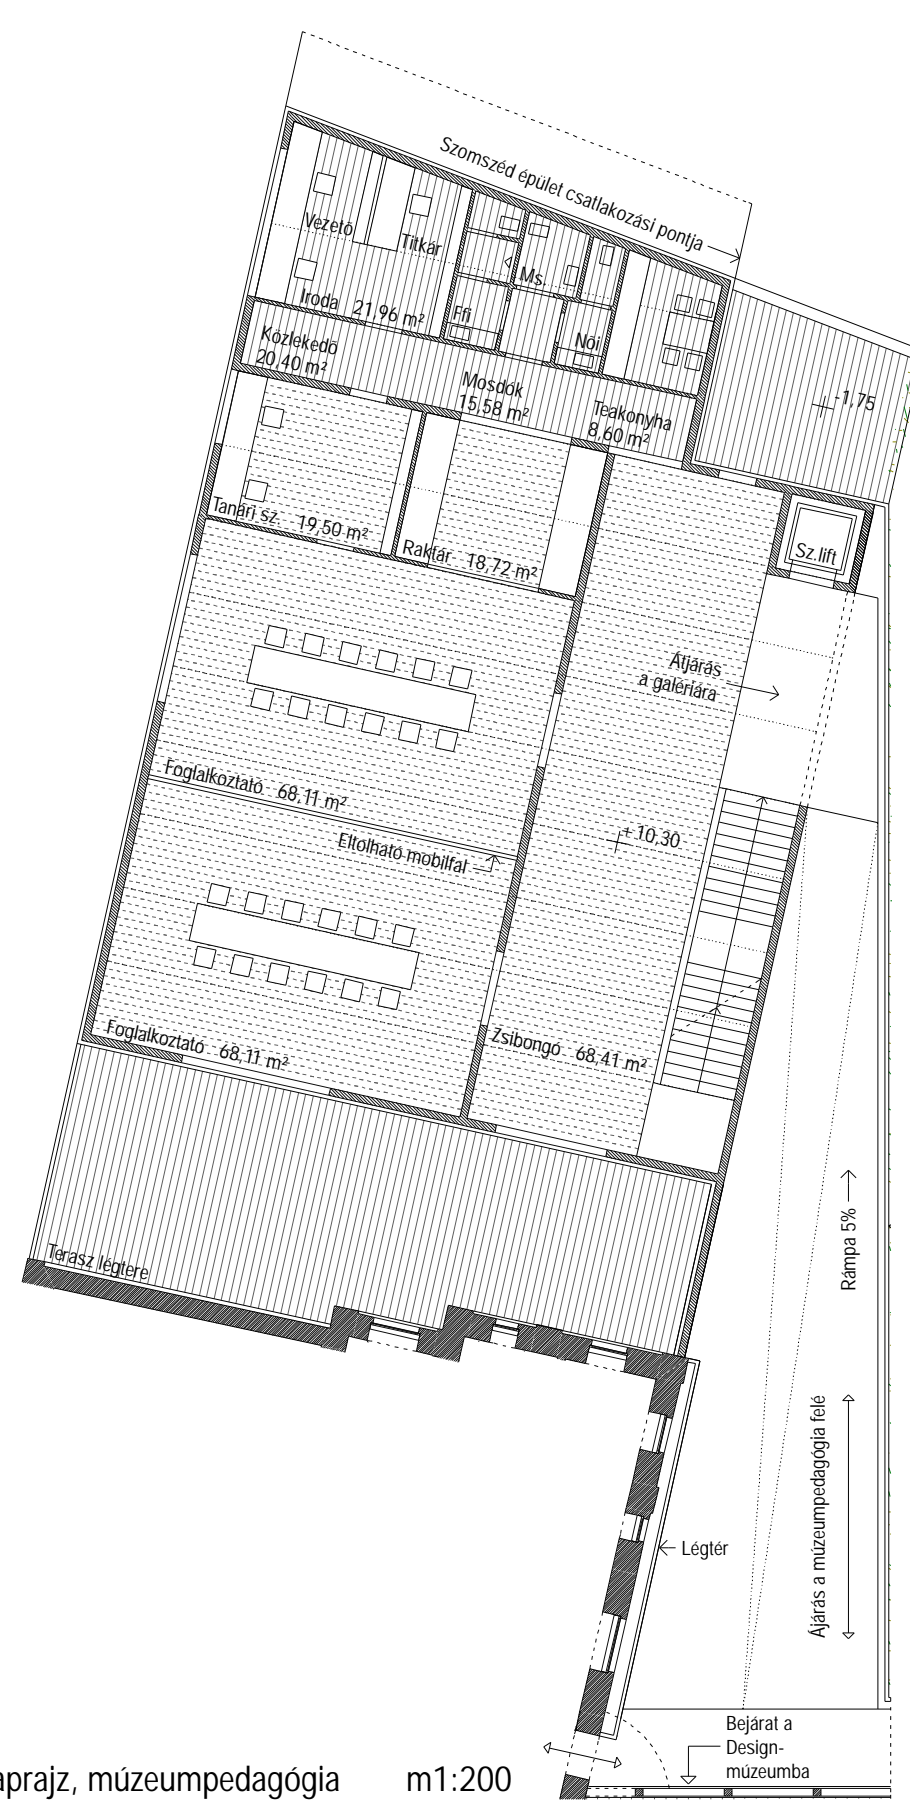 Szomszéd épület csatlakozási pontja
Vezető
Titkár
Ms.
Iroda 21,96 m²
Ffi
Női
Közlekedő
20,40 m²
Mosdók
15,58 m²
Teakonyha
8,60 m²
-1,75
Tanári sz. 19,50 m²
Raktár 18,72 m²
Sz.lift
Átjárás
a galériára
Foglalkoztató 68,11 m²
Eltolható mobilfal
+10,30
Foglalkoztató 68,11 m²
Zsibongó 68,41 m²
Terasz légtere
Rámpa 5%
Ájárás a múzeumpedagógia felé
Légtér
Bejárat a
Design-
múzeumba
aprajz, múzeumpedagógia m1:200